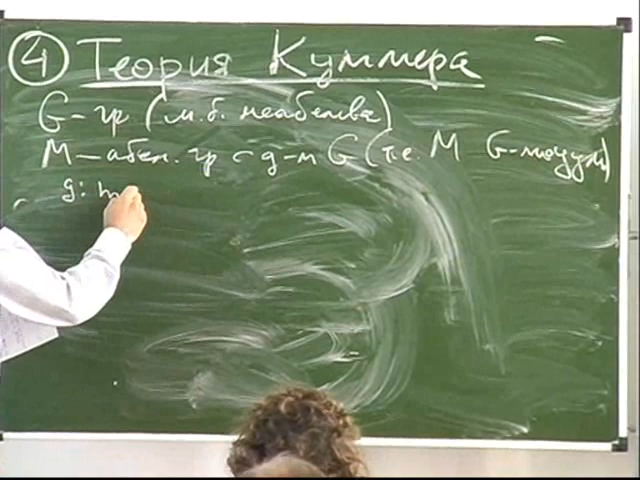 ④ Теория Куммера
G - гр (м.б. неабелева)
M - абел. гр с д-м G (т.е. M G-модуль)
g: m